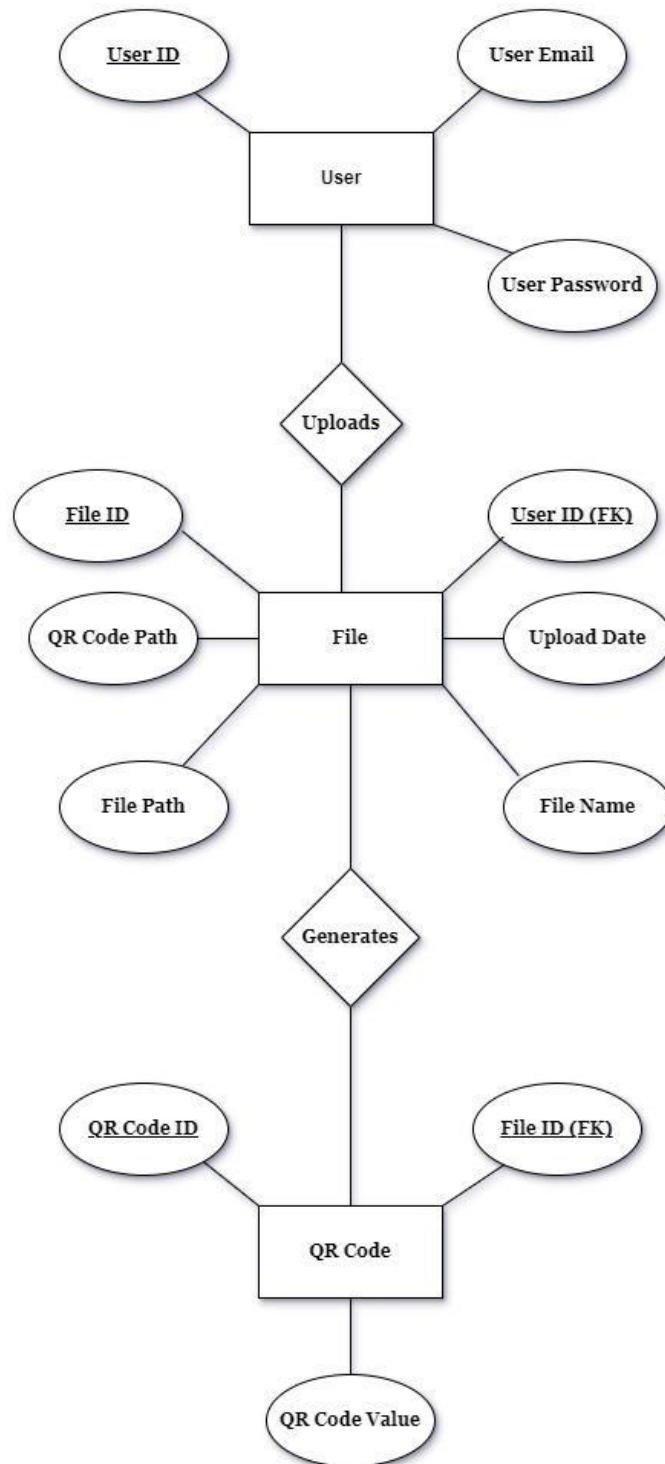 User ID
User Email
User
User Password
Uploads
File ID
User ID (FK)
QR Code Path
File
Upload Date
File Path
File Name
Generates
QR Code ID
File ID (FK)
QR Code
QR Code Value